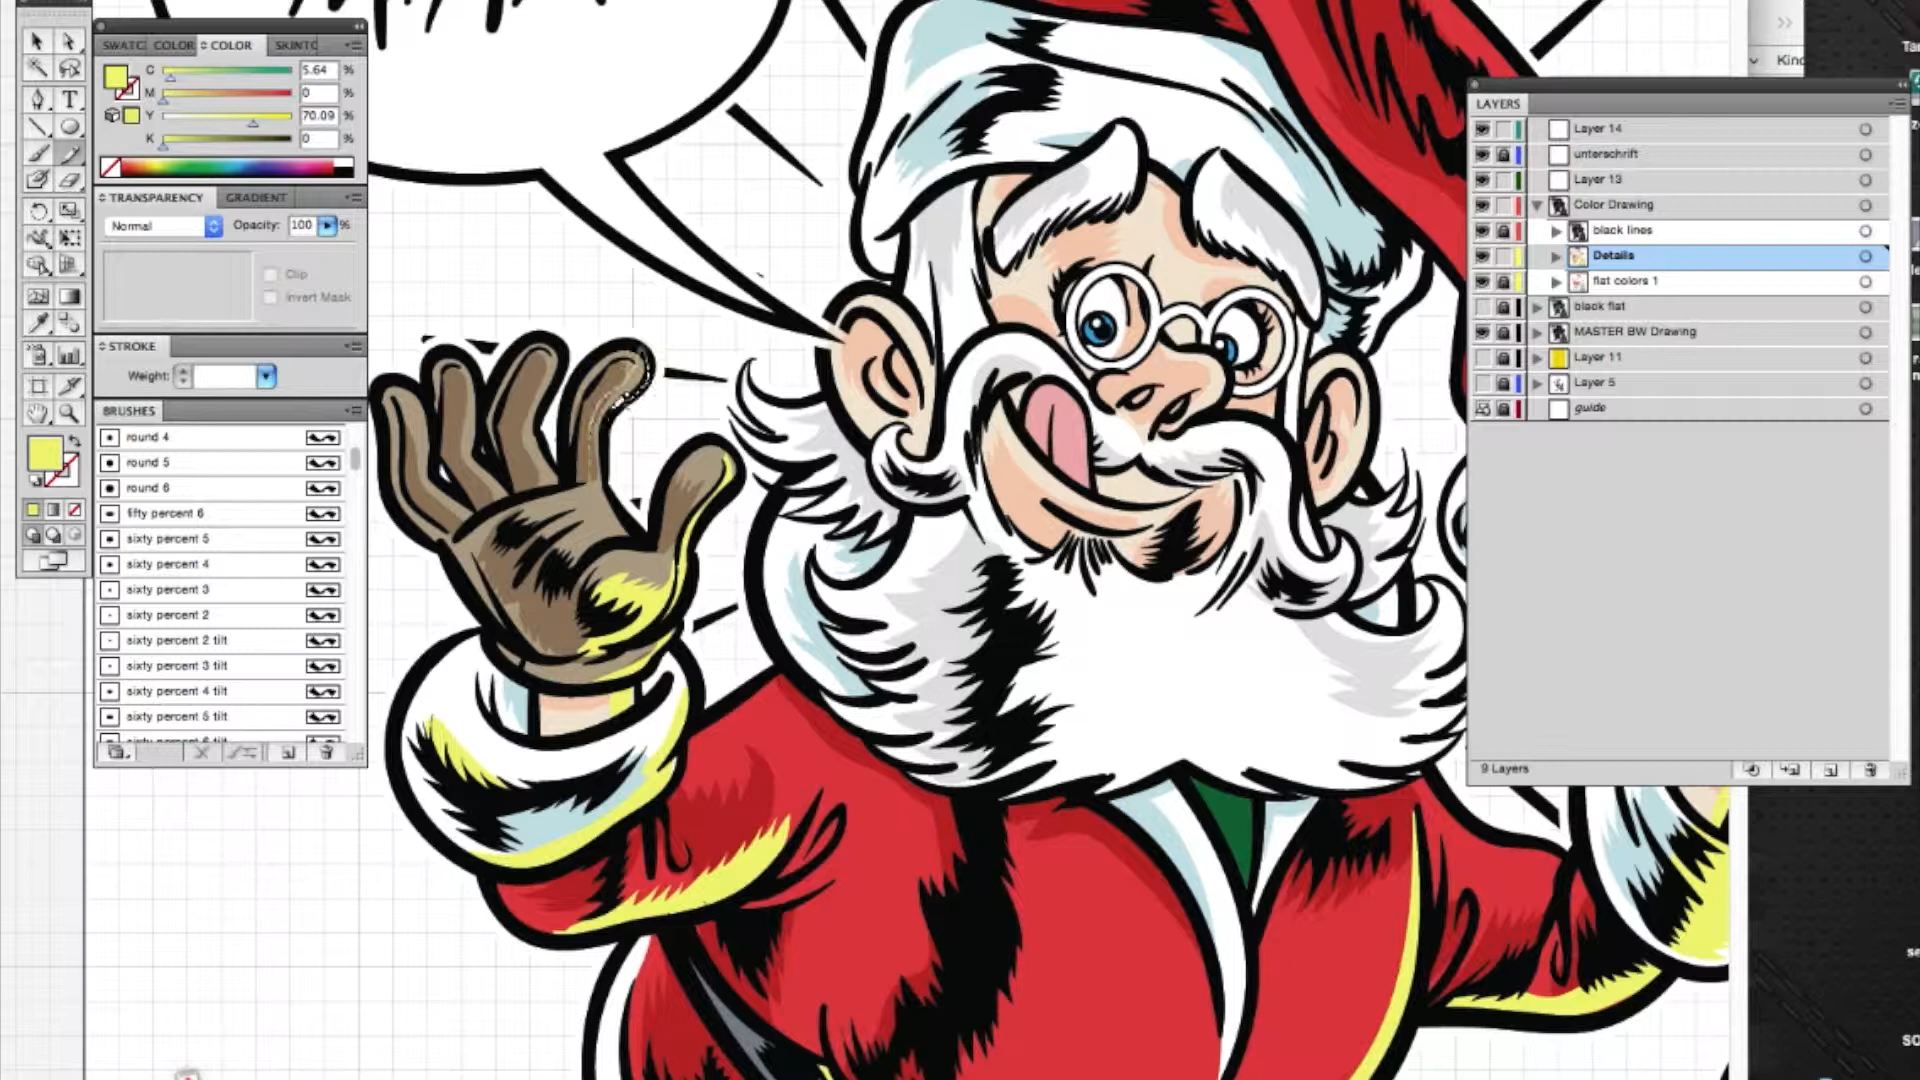 SWATC COLOR COLOR SKINTC
C 5.64 %
M 0 %
Y 70.09 %
K 0 %
TRANSPARENCY GRADIENT
Normal Opacity: 100 %
Clip
Invert Mask
STROKE
Weight:
BRUSHES
round 4
round 5
round 6
fifty percent 6
sixty percent 5
sixty percent 4
sixty percent 3
sixty percent 2
sixty percent 2 tilt
sixty percent 3 tilt
sixty percent 4 tilt
sixty percent 5 tilt
sixty percent 6 tilt
T
Kind
LAYERS
Layer 14
unterschrift
Layer 13
Color Drawing
black lines
Details
flat colors 1
black flat
MASTER BW Drawing
Layer 11
Layer 5
guide
9 Layers